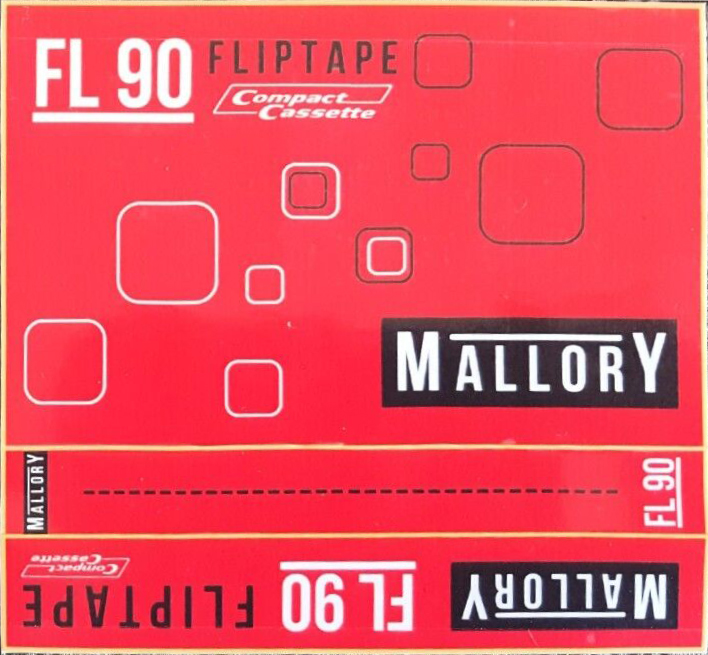 FL 90 FLIPTAPE
Compact
Cassette
MALLORY
MALLORY
FL 90
MALLORY FL 90 FLIPTAPE
Compact
Cassette